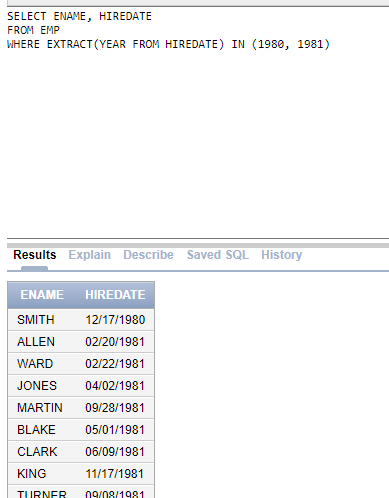 SELECT ENAME, HIREDATE
FROM EMP
WHERE EXTRACT(YEAR FROM HIREDATE) IN (1980, 1981)
Results Explain Describe Saved SQL History
ENAME HIREDATE
SMITH 12/17/1980
ALLEN 02/20/1981
WARD 02/22/1981
JONES 04/02/1981
MARTIN 09/28/1981
BLAKE 05/01/1981
CLARK 06/09/1981
KING 11/17/1981
TURNER 09/08/1981